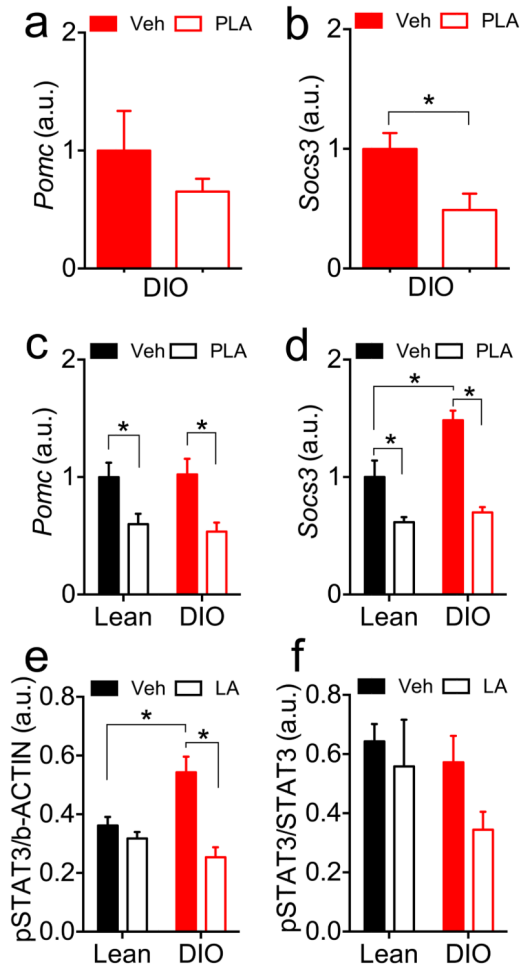 a
Veh PLA
2
1
0
Pomc (a.u.)
DIO
b
Veh PLA
2
1
0
Socs3 (a.u.)
*
DIO
c
Veh PLA
2
1
0
Pomc (a.u.)
* *
Lean DIO
d
Veh PLA
2
1
0
Socs3 (a.u.)
* * *
Lean DIO
e
Veh LA
0.8
0.6
0.4
0.2
0.0
pSTAT3/b-ACTIN (a.u.)
* *
Lean DIO
f
Veh LA
0.8
0.6
0.4
0.2
0.0
pSTAT3/STAT3 (a.u.)
Lean DIO